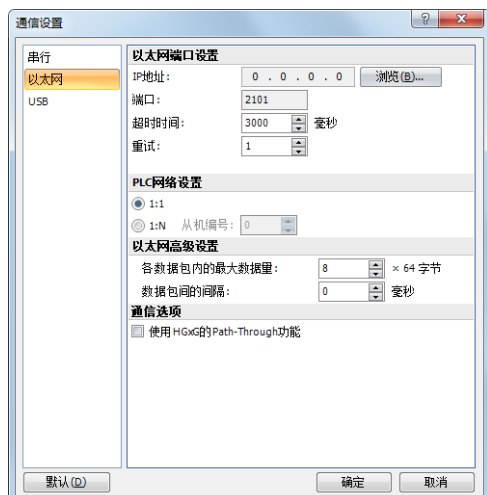 通信设置
串行
以太网
USB
以太网端口设置
IP地址: 0 . 0 . 0 . 0 浏览(B)...
端口: 2101
超时时间: 3000 毫秒
重试: 1
PLC网络设置
1:1
1:N 从机编号: 0
以太网高级设置
各数据包内的最大数据量: 8 × 64 字节
数据包间的间隔: 0 毫秒
通信选项
使用 HGxG的Path-Through功能
默认(D) 确定 取消